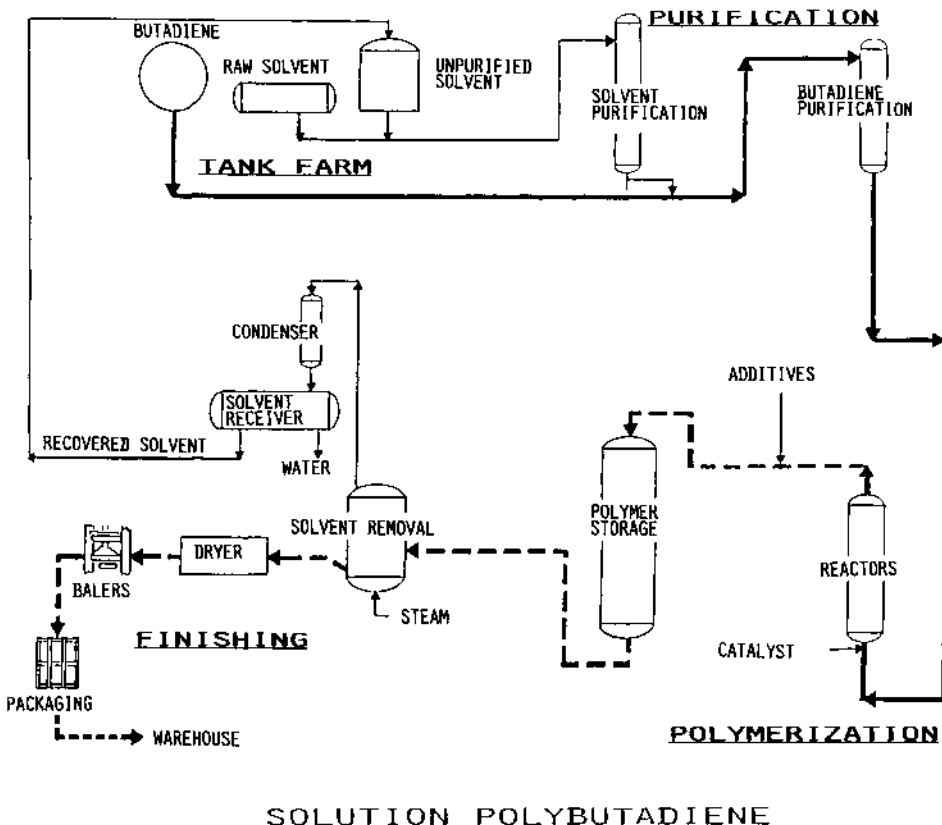 PURIFICATION
BUTADIENE
RAW SOLVENT
UNPURIFIED
SOLVENT
SOLVENT
PURIFICATION
BUTADIENE
PURIFICATION
TANK FARM
CONDENSER
SOLVENT
RECEIVER
RECOVERED SOLVENT
WATER
ADDITIVES
POLYMER
STORAGE
SOLVENT REMOVAL
DRYER
BALERS
REACTORS
STEAM
FINISHING
CATALYST
PACKAGING
WAREHOUSE
POLYMERIZATION
SOLUTION POLYBUTADIENE